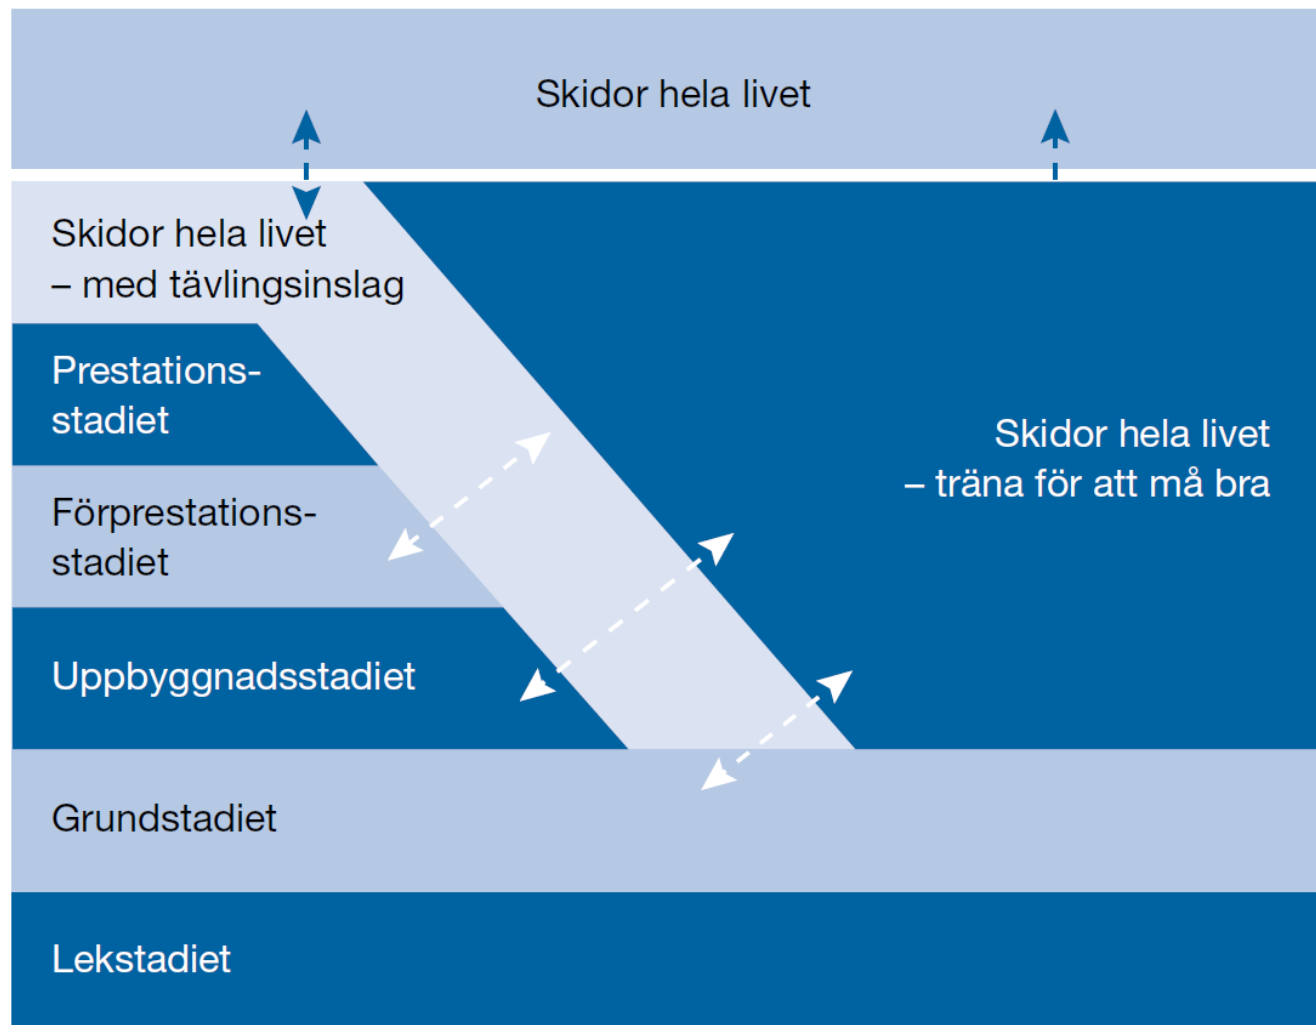 Skidor hela livet
Skidor hela livet
– med tävlingsinslag
Prestations-
stadiet
Skidor hela livet
– träna för att må bra
Förprestations-
stadiet
Uppbyggnadsstadiet
Grundstadiet
Lekstadiet